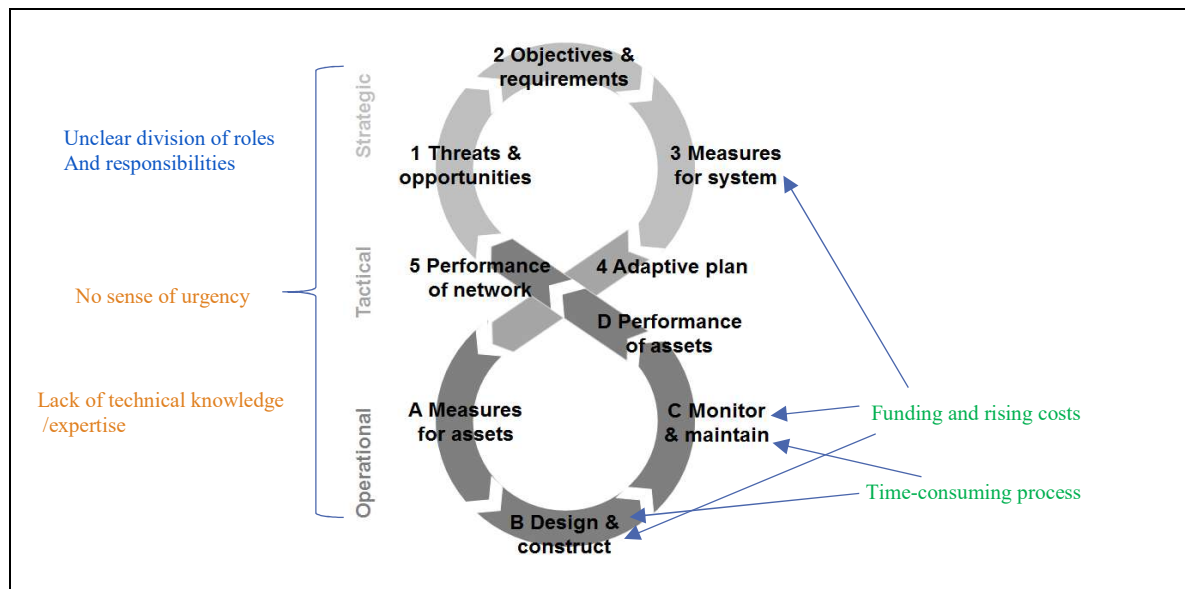 2 Objectives &
requirements
Strategic
Unclear division of roles
And responsibilities
1 Threats &
opportunities
3 Measures
for system
Tactical
5 Performance
of network
4 Adaptive plan
No sense of urgency
D Performance
of assets
Lack of technical knowledge
/expertise
Operational
A Measures
for assets
C Monitor
& maintain
Funding and rising costs
Time-consuming process
B Design &
construct